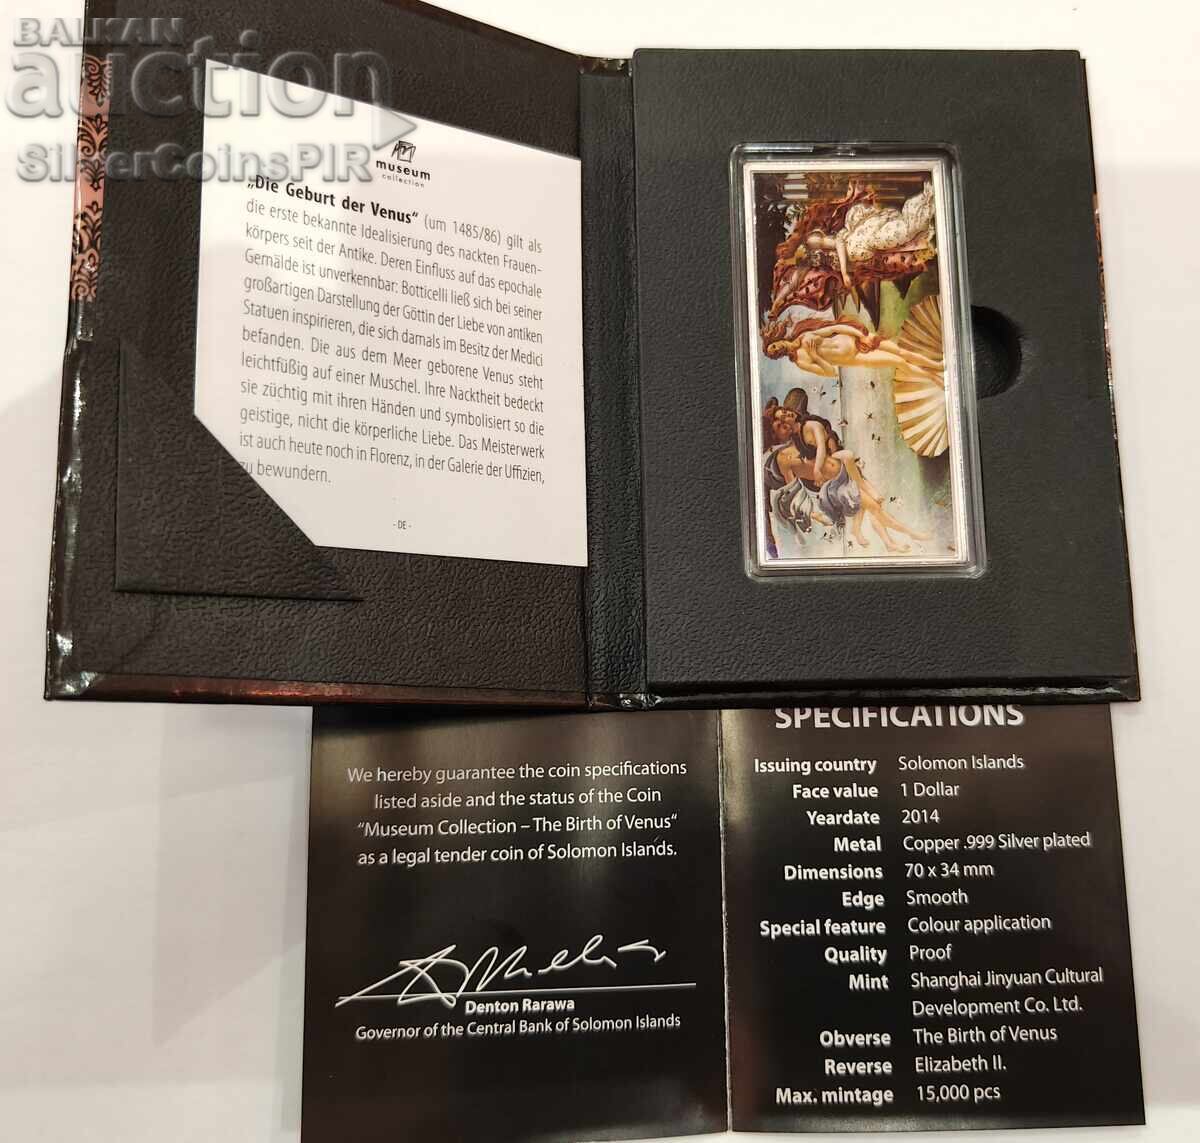 BALKAN
auction
SilverCoinsPIR
museum
collection
„Die Geburt der Venus“ (um 1485/86) gilt als
die erste bekannte Idealisierung des nackten Frauen-
körpers seit der Antike. Deren Einfluss auf das epochale
Gemälde ist unverkennbar: Botticelli ließ sich bei seiner
großartigen Darstellung der Göttin der Liebe von antiken
Statuen inspirieren, die sich damals im Besitz der Medici
befanden. Die aus dem Meer geborene Venus steht
leichtfüßig auf einer Muschel. Ihre Nacktheit bedeckt
sie züchtig mit ihren Händen und symbolisiert so die
geistige, nicht die körperliche Liebe. Das Meisterwerk
ist auch heute noch in Florenz, in der Galerie der Uffizien,
zu bewundern.
- DE -
We hereby guarantee the coin specifications
listed aside and the status of the Coin
“Museum Collection – The Birth of Venus“
as a legal tender coin of Solomon Islands.
Denton Rarawa
Governor of the Central Bank of Solomon Islands
SPECIFICATIONS
Issuing country Solomon Islands
Face value 1 Dollar
Yeardate 2014
Metal Copper .999 Silver plated
Dimensions 70 x 34 mm
Edge Smooth
Special feature Colour application
Quality Proof
Mint Shanghai Jinyuan Cultural
Development Co. Ltd.
Obverse The Birth of Venus
Reverse Elizabeth II.
Max. mintage 15,000 pcs